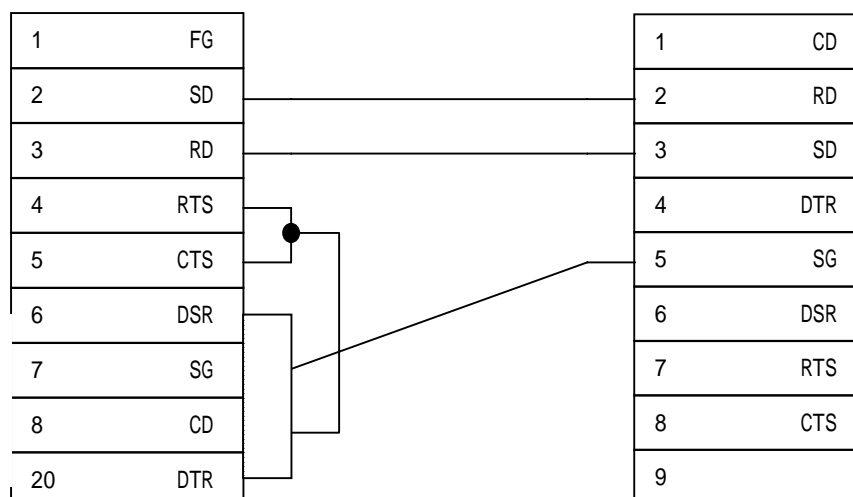 1 FG
2 SD
3 RD
4 RTS
5 CTS
6 DSR
7 SG
8 CD
20 DTR
1 CD
2 RD
3 SD
4 DTR
5 SG
6 DSR
7 RTS
8 CTS
9